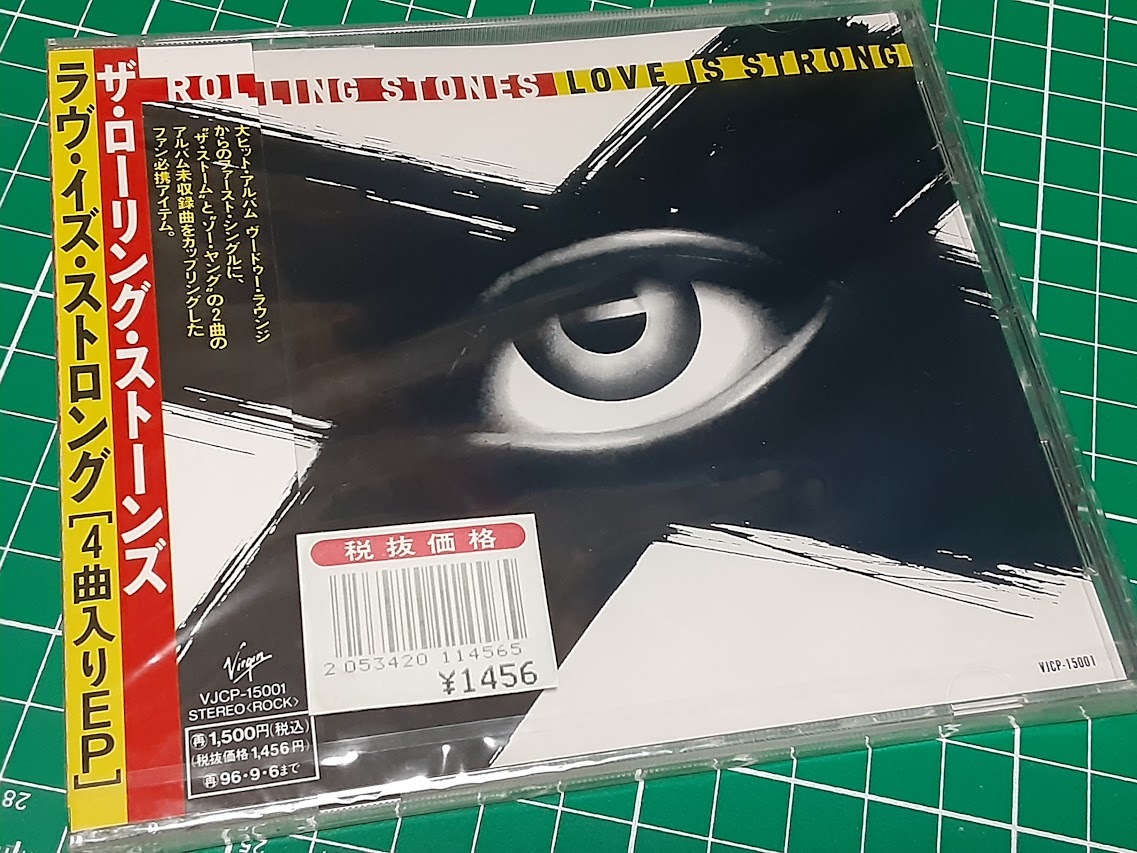 ROLLING STONES LOVE IS STRONG
ザ・ローリング・ストーンズ
ラヴ・イズ・ストロング[4曲入りEP]
大ヒット・アルバム ヴードゥー・ラウンジ
からのファースト・シングルに、
“ザ・ストーム”と“ソー・ヤング”の2曲の
アルバム未収録曲をカップリングした
ファン必携アイテム。
税抜価格
2 053420 114565
¥1456
Virgin
VJCP-15001
STEREO<ROCK>
再1,500円(税込)
(税抜価格1,456円)
再96・9・6まで
VJCP-15001
28
25